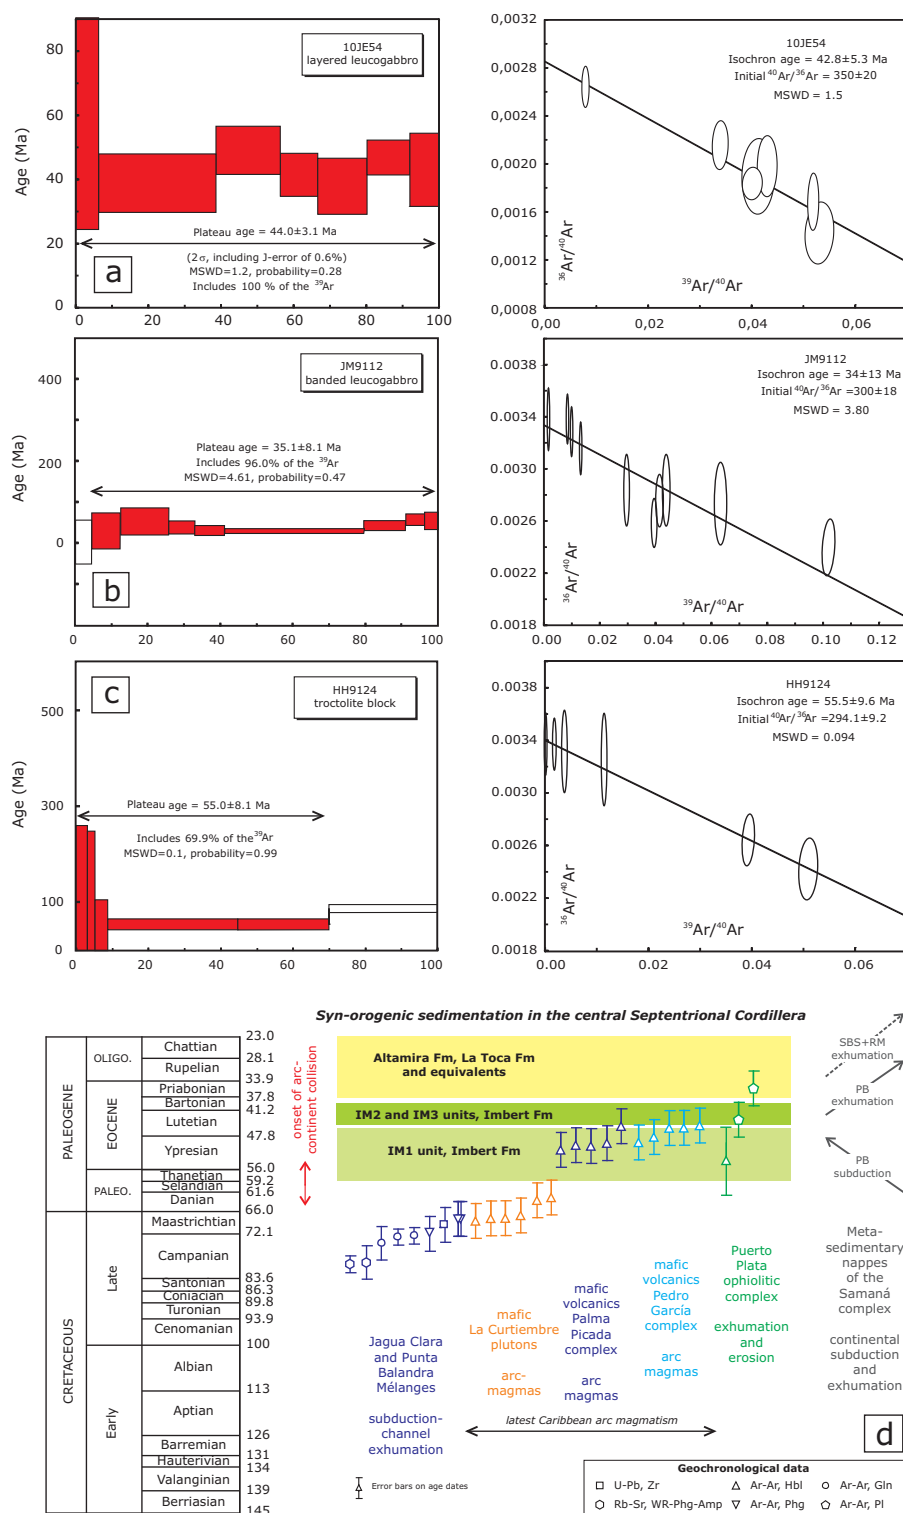 10JE54
layered leucogabbro
Age (Ma)
80
60
40
20
0
Plateau age = 44.0±3.1 Ma
(2σ, including J-error of 0.6%)
MSWD=1.2, probability=0.28
Includes 100 % of the ³⁹Ar
a
0 20 40 60 80 100
10JE54
Isochron age = 42.8±5.3 Ma
Initial ⁴⁰Ar/³⁶Ar = 350±20
MSWD = 1.5
0,0032
0,0028
0,0024
0,0020
0,0016
0,0012
0,0008
³⁶Ar/⁴⁰Ar
³⁹Ar/⁴⁰Ar
0,00 0,02 0,04 0,06
JM9112
banded leucogabbro
Age (Ma)
400
200
0
Plateau age = 35.1±8.1 Ma
Includes 96.0% of the ³⁹Ar
MSWD=4.61, probability=0.47
b
0 20 40 60 80 100
JM9112
Isochron age = 34±13 Ma
Initial ⁴⁰Ar/³⁶Ar =300±18
MSWD = 3.80
0.0038
0.0034
0.0030
0.0026
0.0022
0.0018
³⁶Ar/⁴⁰Ar
³⁹Ar/⁴⁰Ar
0.00 0.02 0.04 0.06 0.08 0.10 0.12
c
HH9124
troctolite block
Age (Ma)
500
300
100
0
Plateau age = 55.0±8.1 Ma
Includes 69.9% of the ³⁹Ar
MSWD=0.1, probability=0.99
0 20 40 60 80 100
HH9124
Isochron age = 55.5±9.6 Ma
Initial ⁴⁰Ar/³⁶Ar =294.1±9.2
MSWD = 0.094
0.0038
0.0034
0.0030
0.0026
0.0022
0.0018
³⁶Ar/⁴⁰Ar
³⁹Ar/⁴⁰Ar
0.00 0.02 0.04 0.06
Syn-orogenic sedimentation in the central Septentrional Cordillera
PALEOGENE
CRETACEOUS
OLIGO.
EOCENE
PALEO.
Late
Early
Chattian
Rupelian
Priabonian
Bartonian
Lutetian
Ypresian
Thanetian
Selandian
Danian
Maastrichtian
Campanian
Santonian
Coniacian
Turonian
Cenomanian
Albian
Aptian
Barremian
Hauterivian
Valanginian
Berriasian
23.0
28.1
33.9
37.8
41.2
47.8
56.0
59.2
61.6
66.0
72.1
83.6
86.3
89.8
93.9
100
113
126
131
134
139
145
onset of arc-
continent collision
Altamira Fm, La Toca Fm
and equivalents
IM2 and IM3 units, Imbert Fm
IM1 unit, Imbert Fm
SBS+RM
exhumation
PB
exhumation
PB
subduction
Jagua Clara
and Punta
Balandra
Mélanges
subduction-
channel
exhumation
mafic
La Curtiembre
plutons
arc-
magmas
mafic
volcanics
Palma
Picada
complex
arc
magmas
mafic
volcanics
Pedro
García
complex
arc
magmas
Puerto
Plata
ophiolitic
complex
exhumation
and
erosion
Meta-
sedimentary
nappes
of the
Samaná
complex
continental
subduction
and
exhumation
latest Caribbean arc magmatism
d
Error bars on age dates
Geochronological data
U-Pb, Zr
Ar-Ar, Hbl
Ar-Ar, Gln
Rb-Sr, WR-Phg-Amp
Ar-Ar, Phg
Ar-Ar, Pl